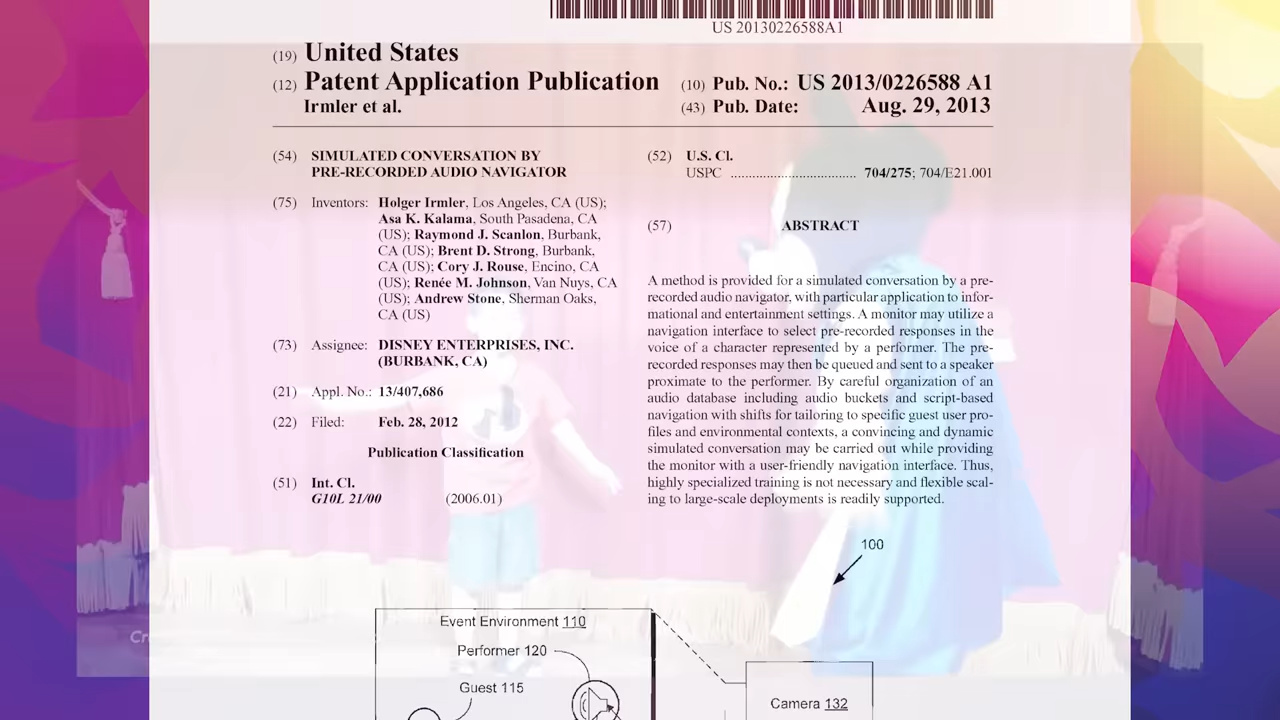 US 20130226588A1
(19) United States
(12) Patent Application Publication
Irmler et al.
(10) Pub. No.: US 2013/0226588 A1
(43) Pub. Date: Aug. 29, 2013
(54) SIMULATED CONVERSATION BY
PRE-RECORDED AUDIO NAVIGATOR
(75) Inventors: Holger Irmler, Los Angeles, CA (US);
Asa K. Kalama, South Pasadena, CA
(US); Raymond J. Scanlon, Burbank,
CA (US); Brent D. Strong, Burbank,
CA (US); Cory J. Rouse, Encino, CA
(US); Renée M. Johnson, Van Nuys, CA
(US); Andrew Stone, Sherman Oaks,
CA (US)
(73) Assignee: DISNEY ENTERPRISES, INC.
(BURBANK, CA)
(21) Appl. No.: 13/407,686
(22) Filed: Feb. 28, 2012
Publication Classification
(51) Int. Cl.
G10L 21/00 (2006.01)
(52) U.S. Cl.
USPC .................................. 704/275; 704/E21.001
(57) ABSTRACT
A method is provided for a simulated conversation by a pre-
recorded audio navigator, with particular application to infor-
mational and entertainment settings. A monitor may utilize a
navigation interface to select pre-recorded responses in the
voice of a character represented by a performer. The pre-
recorded responses may then be queued and sent to a speaker
proximate to the performer. By careful organization of an
audio database including audio buckets and script-based
navigation with shifts for tailoring to specific guest user pro-
files and environmental contexts, a convincing and dynamic
simulated conversation may be carried out while providing
the monitor with a user-friendly navigation interface. Thus,
highly specialized training is not necessary and flexible scal-
ing to large-scale deployments is readily supported.
100
Event Environment 110
Performer 120
Guest 115
Camera 132